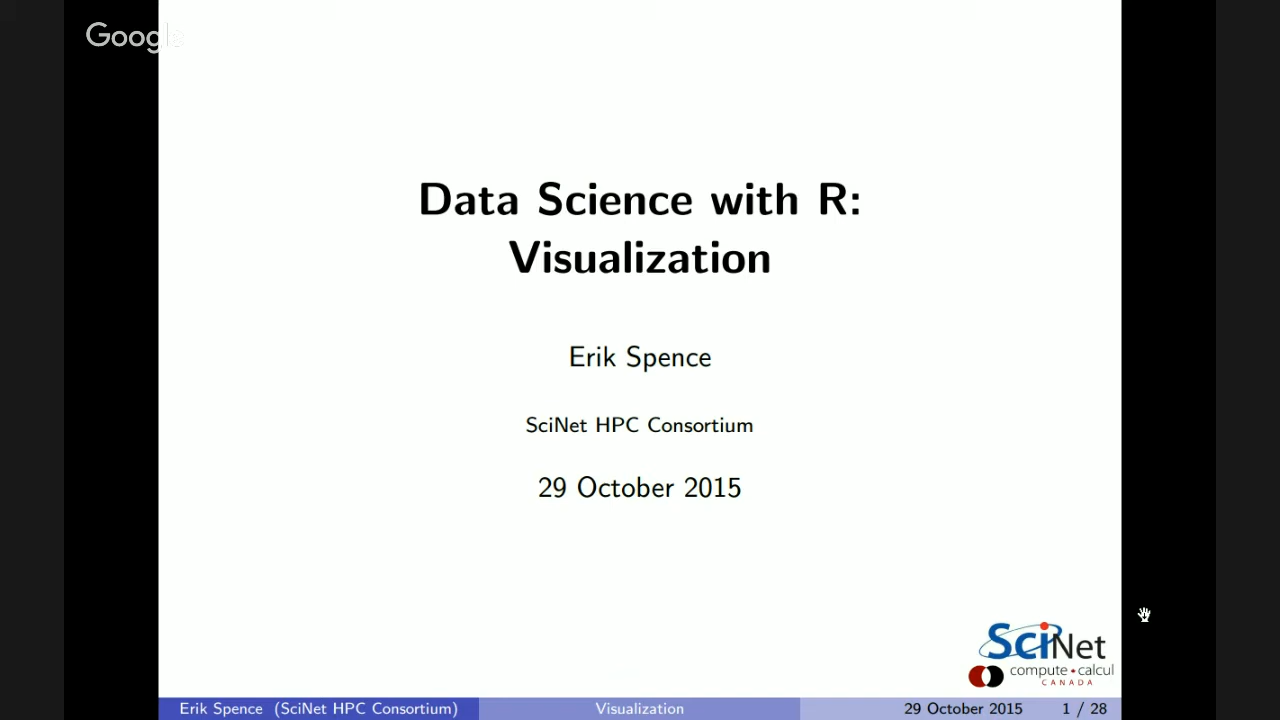 Google
Data Science with R:
Visualization
Erik Spence
SciNet HPC Consortium
29 October 2015
SciNet
compute • calcul
CANADA
Erik Spence (SciNet HPC Consortium) Visualization 29 October 2015 1 / 28